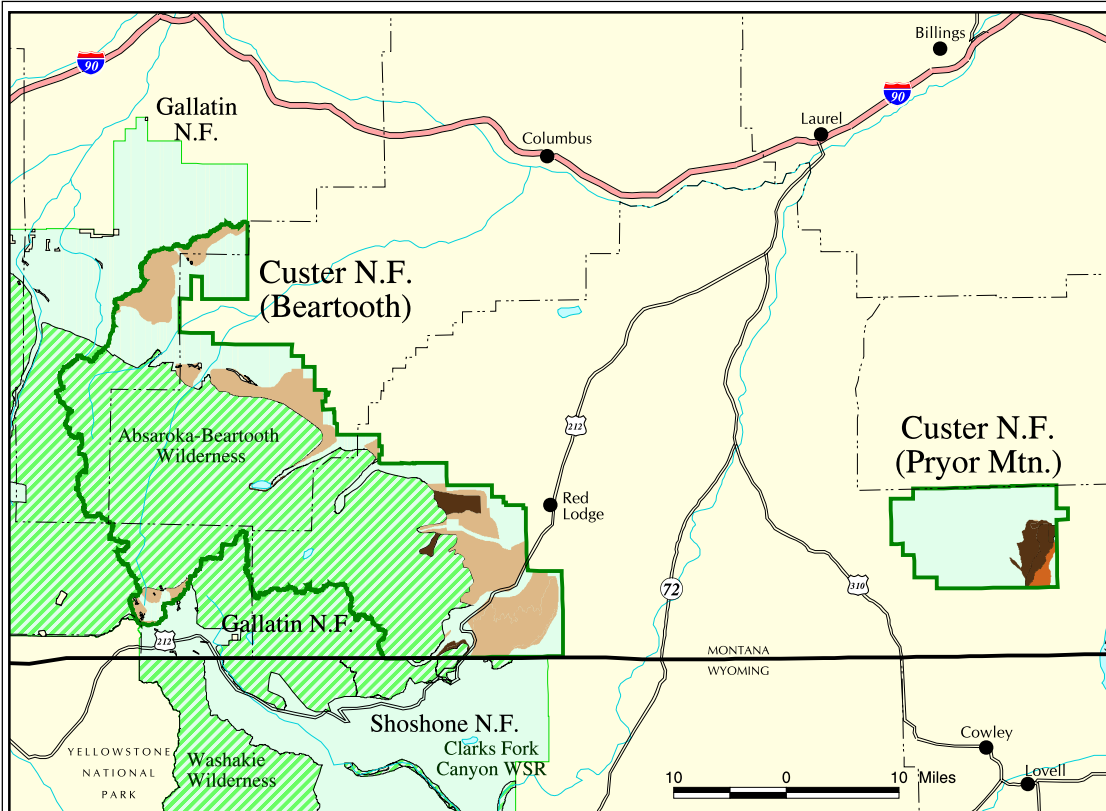 Billings
90
90
Gallatin
N.F.
Laurel
Columbus
Custer N.F.
(Beartooth)
212
Absaroka-Beartooth
Wilderness
Custer N.F.
(Pryor Mtn.)
Red
Lodge
72
310
Gallatin N.F.
212
MONTANA
WYOMING
Shoshone N.F.
Cowley
YELLOWSTONE
NATIONAL
PARK
Washakie
Wilderness
Clarks Fork
Canyon WSR
Lovell
10 0 10 Miles